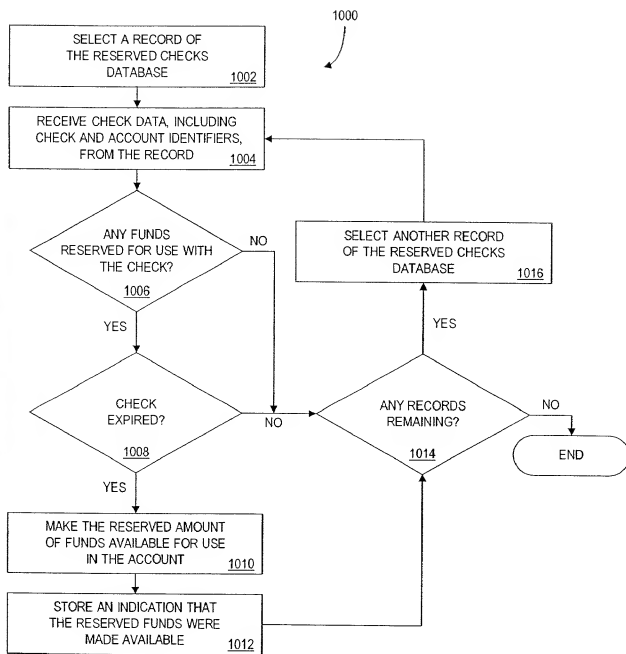 1000
SELECT A RECORD OF
THE RESERVED CHECKS
DATABASE
1002
RECEIVE CHECK DATA, INCLUDING
CHECK AND ACCOUNT IDENTIFIERS,
FROM THE RECORD
1004
ANY FUNDS
RESERVED FOR USE WITH
THE CHECK?
1006
NO
YES
SELECT ANOTHER RECORD
OF THE RESERVED CHECKS
DATABASE
1016
YES
CHECK
EXPIRED?
1008
NO
YES
ANY RECORDS
REMAINING?
1014
NO
END
MAKE THE RESERVED AMOUNT
OF FUNDS AVAILABLE FOR USE
IN THE ACCOUNT
1010
STORE AN INDICATION THAT
THE RESERVED FUNDS WERE
MADE AVAILABLE
1012